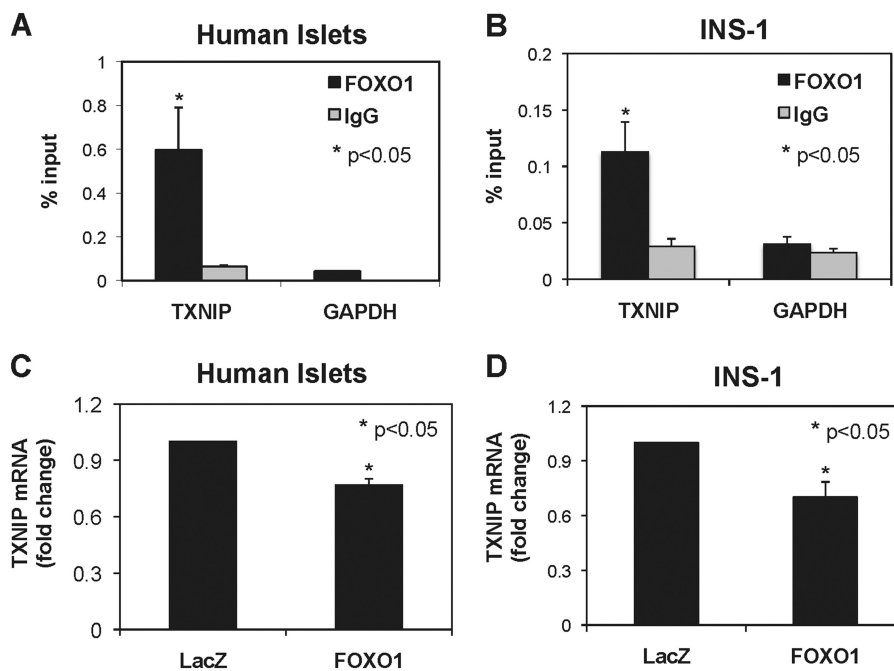 A
Human Islets
1
0.8
0.6
0.4
0.2
0
% input
*
FOXO1
IgG
* p<0.05
TXNIP
GAPDH
B
INS-1
0.2
0.15
0.1
0.05
0
% input
*
FOXO1
IgG
* p<0.05
TXNIP
GAPDH
C
Human Islets
1.2
0.9
0.6
0.3
0
TXNIP mRNA
(fold change)
* p<0.05
*
LacZ
FOXO1
D
INS-1
1.2
0.9
0.6
0.3
0
TXNIP mRNA
(fold change)
* p<0.05
*
LacZ
FOXO1